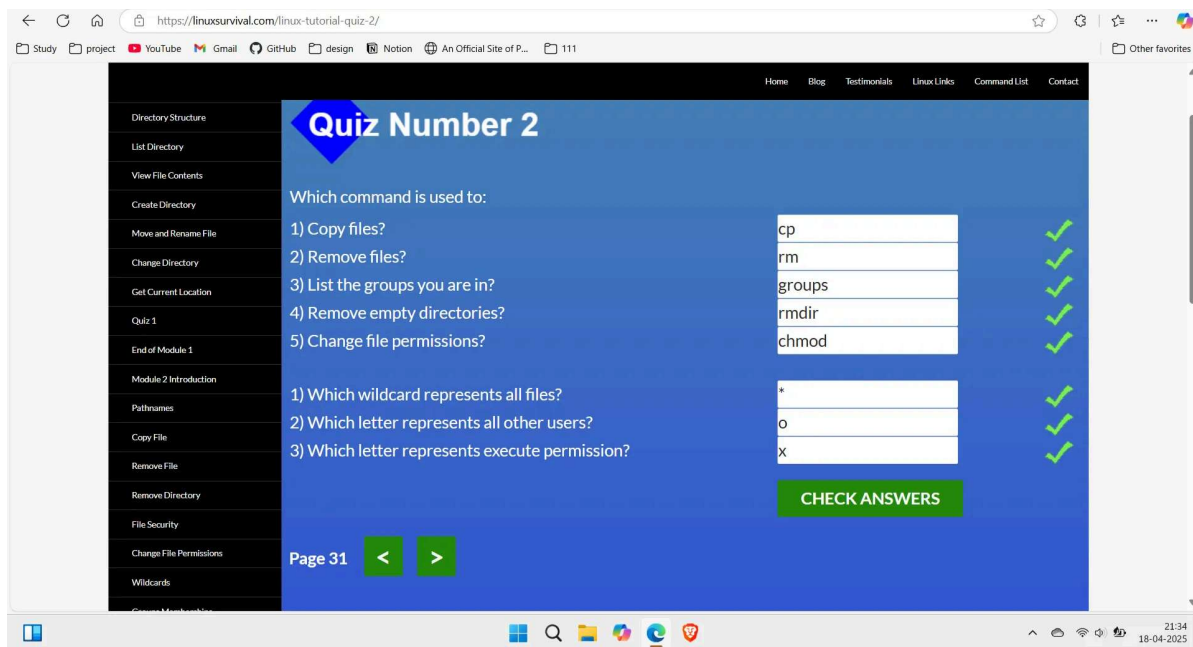 https://linuxsurvival.com/linux-tutorial-quiz-2/
Study project YouTube Gmail GitHub design Notion An Official Site of P... 111 Other favorites
Home Blog Testimonials Linux Links Command List Contact
Directory Structure
List Directory
View File Contents
Create Directory
Move and Rename File
Change Directory
Get Current Location
Quiz 1
End of Module 1
Module 2 Introduction
Pathnames
Copy File
Remove File
Remove Directory
File Security
Change File Permissions
Wildcards
Quiz Number 2
Which command is used to:
1) Copy files? cp
2) Remove files? rm
3) List the groups you are in? groups
4) Remove empty directories? rmdir
5) Change file permissions? chmod
1) Which wildcard represents all files? *
2) Which letter represents all other users? o
3) Which letter represents execute permission? x
CHECK ANSWERS
Page 31 < >
21:34
18-04-2025